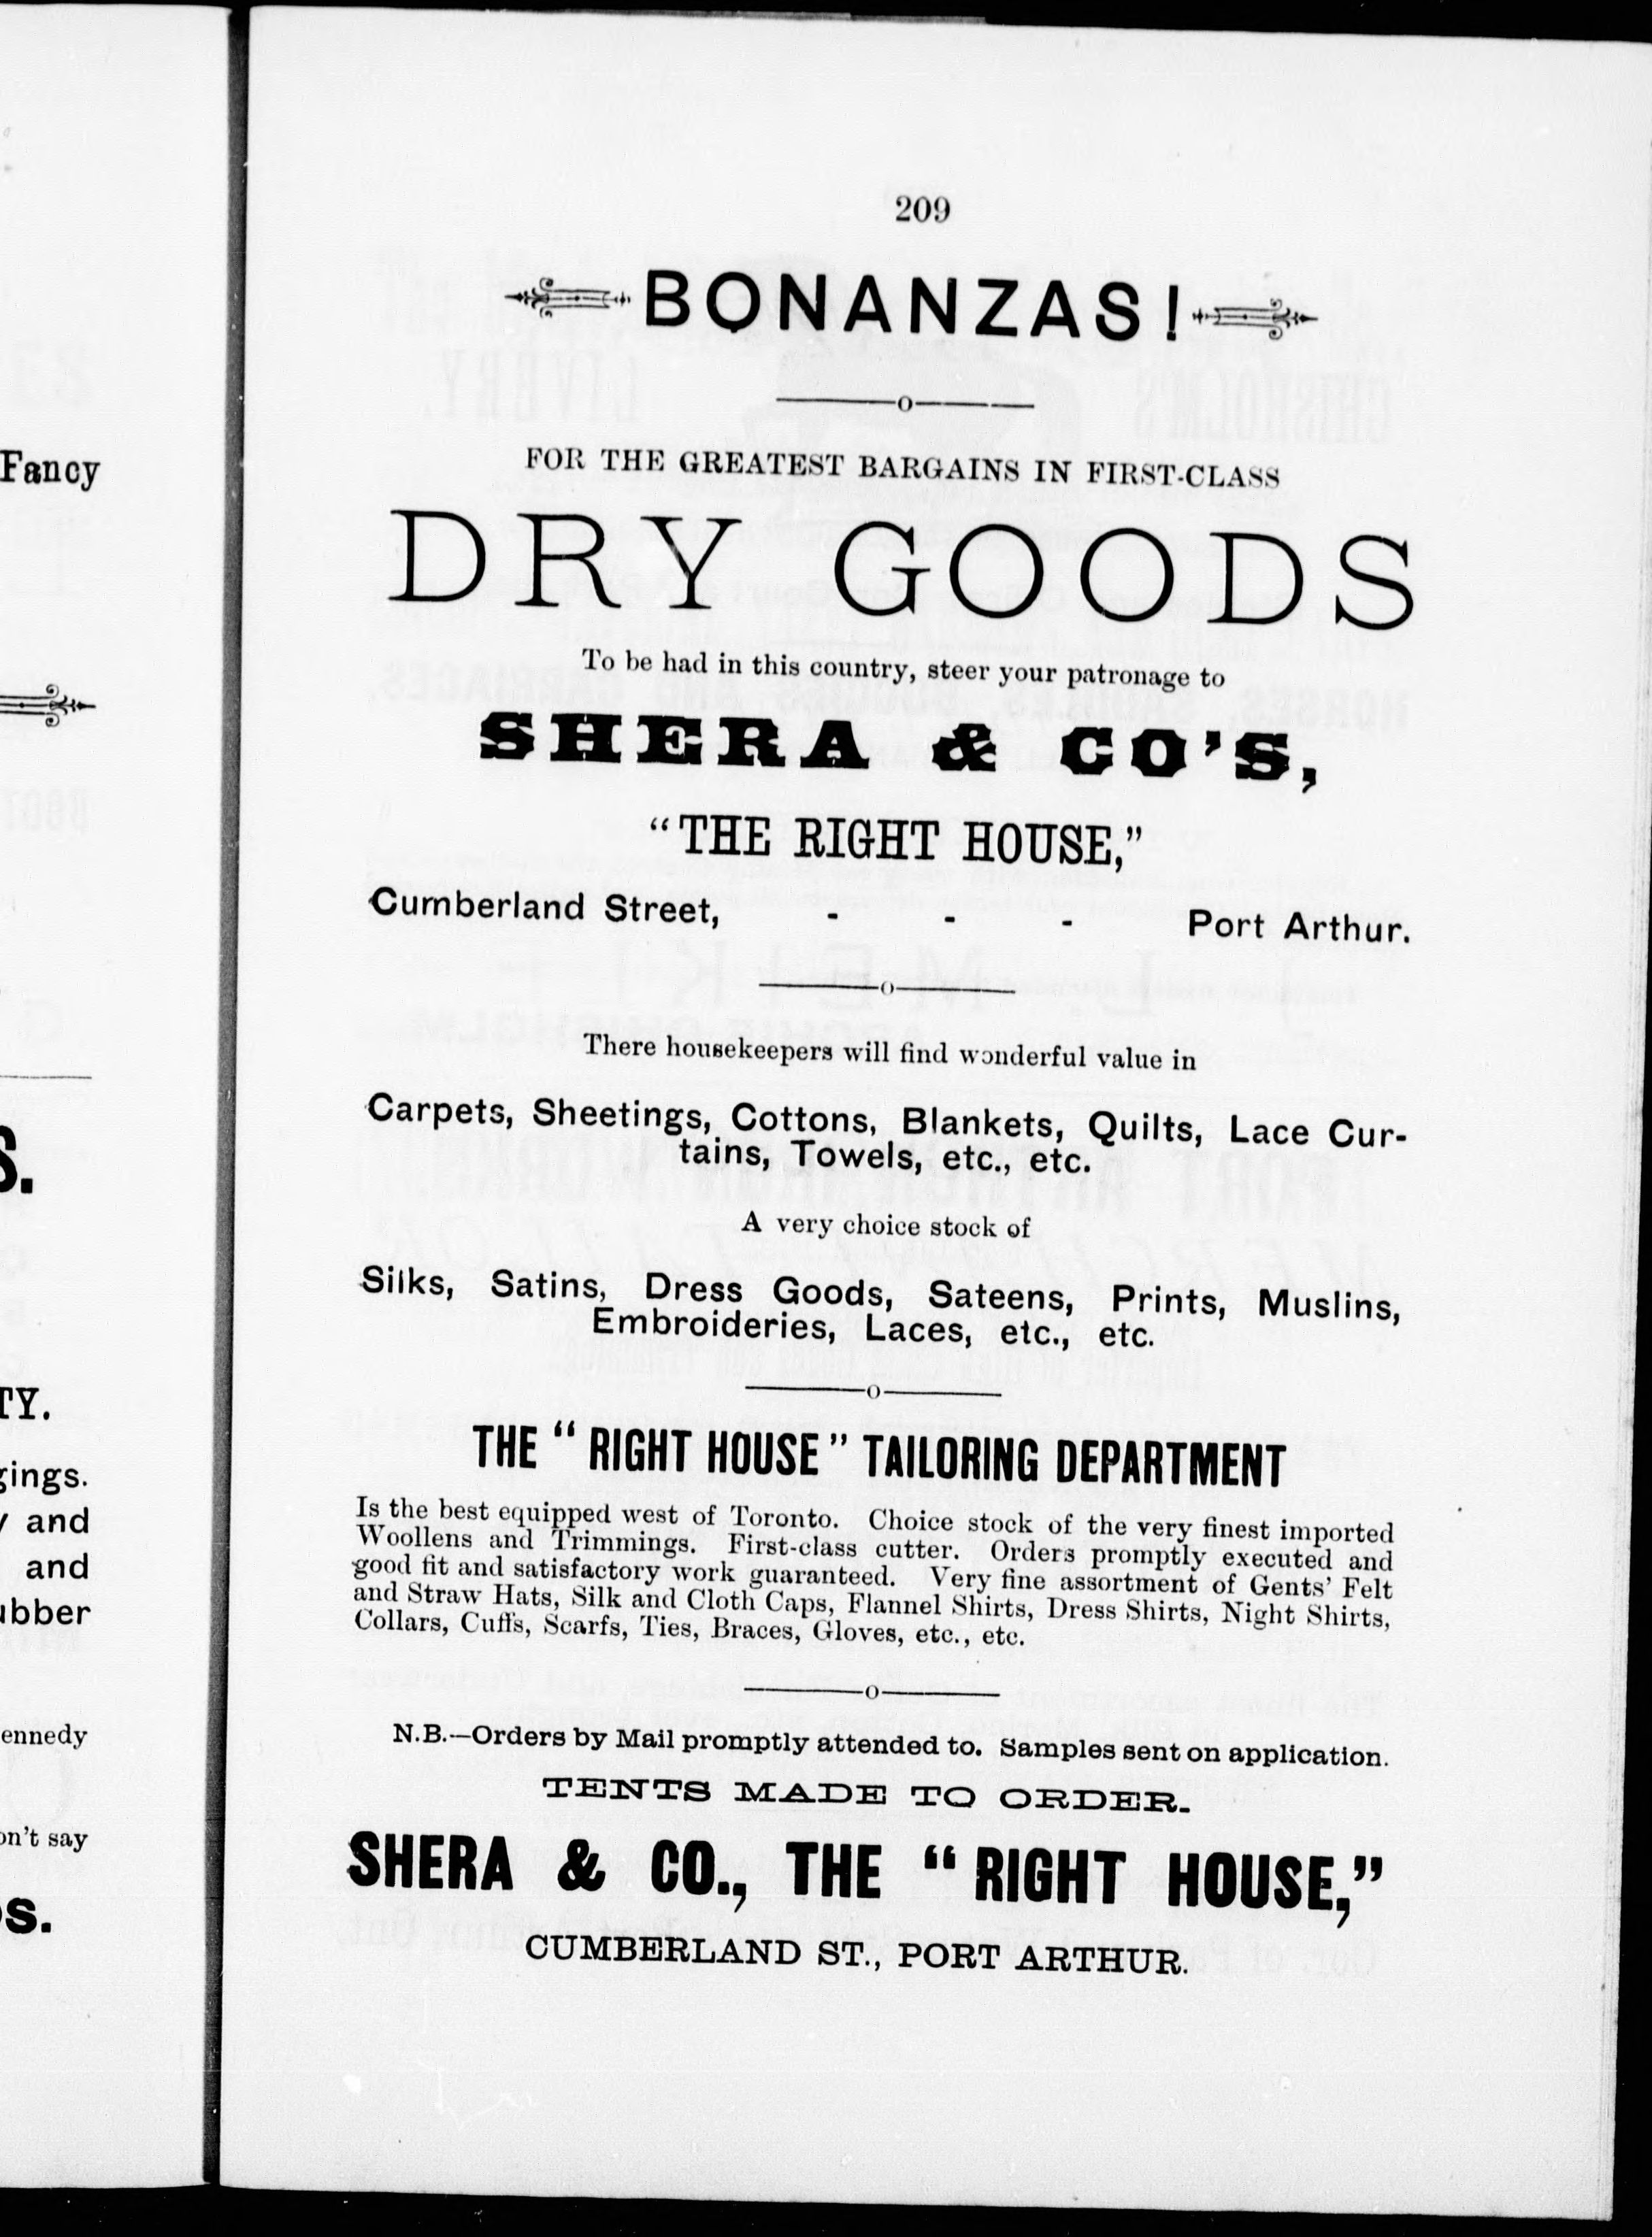 Fancy
S.
TY.
gings.
and
and
ubber
ennedy
on't say
s.
209
BONANZAS!
o
FOR THE GREATEST BARGAINS IN FIRST-CLASS
DRY GOODS
To be had in this country, steer your patronage to
SHERA & CO'S,
"THE RIGHT HOUSE,"
Cumberland Street, - - - Port Arthur.
o
There housekeepers will find wonderful value in
Carpets, Sheetings, Cottons, Blankets, Quilts, Lace Cur-
tains, Towels, etc., etc.
A very choice stock of
Silks, Satins, Dress Goods, Sateens, Prints, Muslins,
Embroideries, Laces, etc., etc.
o
THE "RIGHT HOUSE" TAILORING DEPARTMENT
Is the best equipped west of Toronto. Choice stock of the very finest imported
Woollens and Trimmings. First-class cutter. Orders promptly executed and
good fit and satisfactory work guaranteed. Very fine assortment of Gents' Felt
and Straw Hats, Silk and Cloth Caps, Flannel Shirts, Dress Shirts, Night Shirts,
Collars, Cuffs, Scarfs, Ties, Braces, Gloves, etc., etc.
o
N.B.—Orders by Mail promptly attended to. Samples sent on application.
TENTS MADE TO ORDER.
SHERA & CO., THE "RIGHT HOUSE,"
CUMBERLAND ST., PORT ARTHUR.